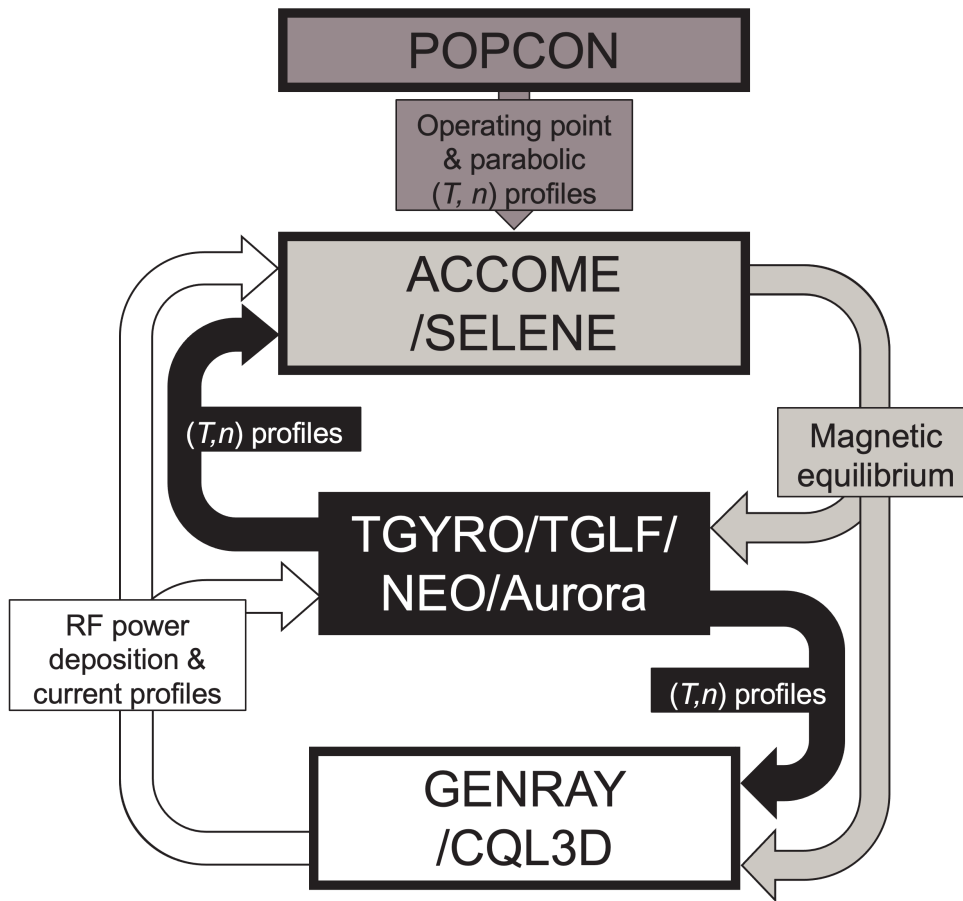 POPCON
Operating point
& parabolic
(T, n) profiles
ACCOME
/SELENE
(T,n) profiles
Magnetic
equilibrium
TGYRO/TGLF/
NEO/Aurora
RF power
deposition &
current profiles
(T,n) profiles
GENRAY
/CQL3D